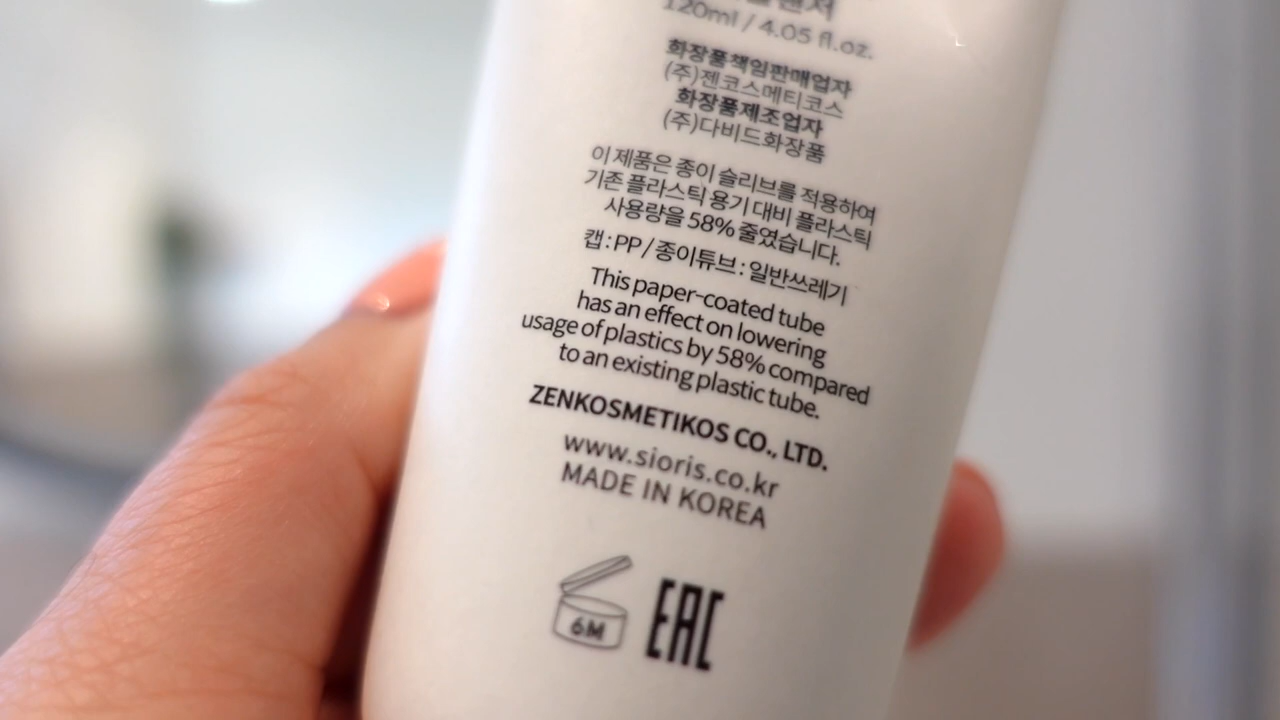 120ml / 4.05 fl.oz.
화장품책임판매업자
(주)젠코스메티코스
화장품제조업자
(주)다비드화장품
이 제품은 종이 슬리브를 적용하여
기존 플라스틱 용기 대비 플라스틱
사용량을 58% 줄였습니다.
캡 : PP / 종이튜브 : 일반쓰레기
This paper-coated tube
has an effect on lowering
usage of plastics by 58% compared
to an existing plastic tube.
ZENKOSMETIKOS CO., LTD.
www.sioris.co.kr
MADE IN KOREA
6M
EAC